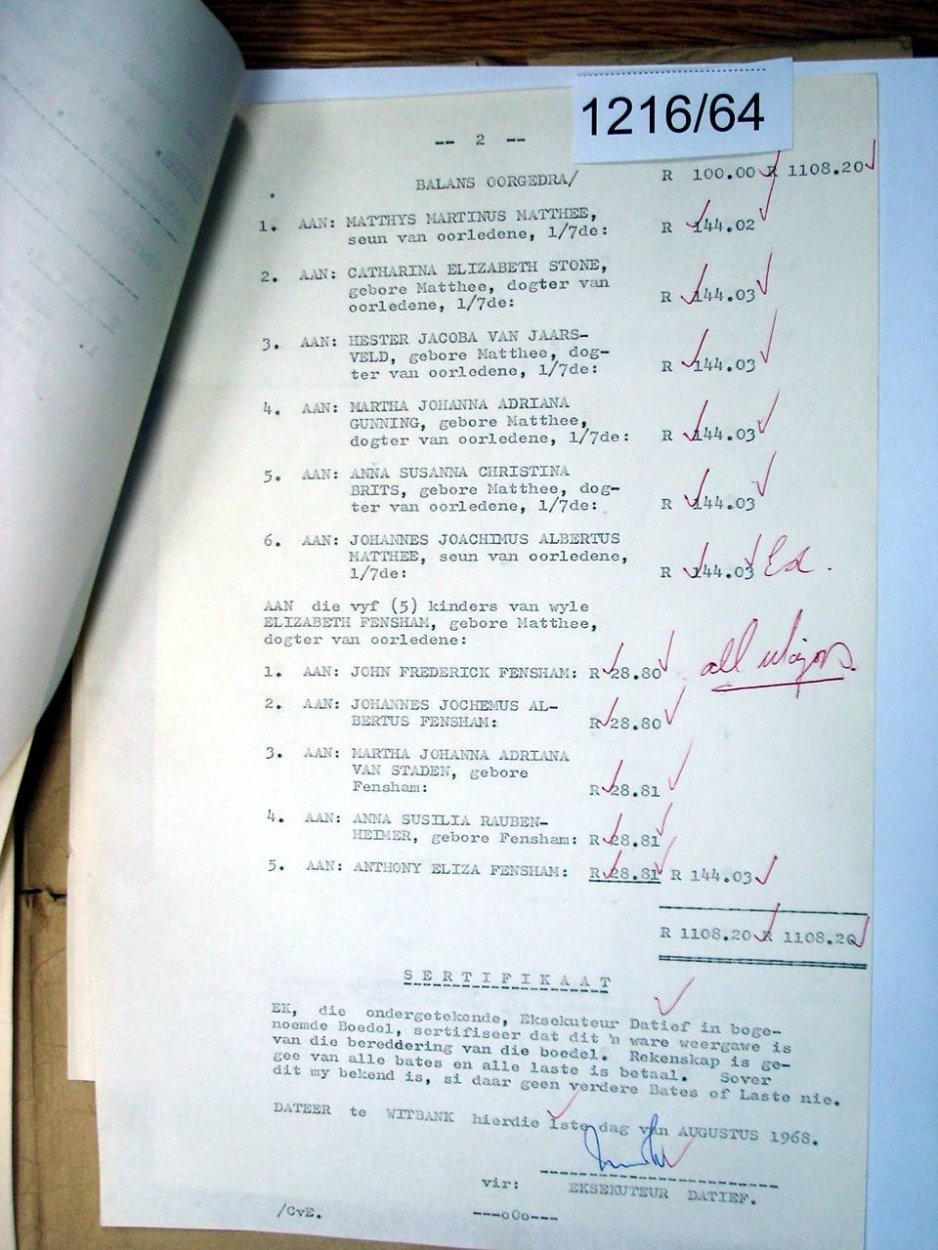 1216/64
-- 2 --
BALANS OORGEDRA/ R 100.00 R 1108.20
1. AAN: MATTHYS MARTINUS MATTHEE,
seun van oorledene, 1/7de: R 144.02
2. AAN: CATHARINA ELIZABETH STONE,
gebore Matthee, dogter van
oorledene, 1/7de: R 144.03
3. AAN: HESTER JACOBA VAN JAARS-
VELD, gebore Matthee, dog-
ter van oorledene, 1/7de: R 144.03
4. AAN: MARTHA JOHANNA ADRIANA
GUNNING, gebore Matthee,
dogter van oorledene, 1/7de: R 144.03
5. AAN: ANNA SUSANNA CHRISTINA
BRITS, gebore Matthee, dog-
ter van oorledene, 1/7de: R 144.03
6. AAN: JOHANNES JOACHIMUS ALBERTUS
MATTHEE, seun van oorledene,
1/7de: R 144.03
AAN die vyf (5) kinders van wyle
ELIZABETH FENSHAM, gebore Matthee,
dogter van oorledene:
1. AAN: JOHN FREDERICK FENSHAM: R 28.80 all majors.
2. AAN: JOHANNES JOCHEMUS AL-
BERTUS FENSHAM: R 28.80
3. AAN: MARTHA JOHANNA ADRIANA
VAN STADEN, gebore
Fensham: R 28.81
4. AAN: ANNA SUSILIA RAUBEN-
HEIMER, gebore Fensham: R 28.81
5. AAN: ANTHONY ELIZA FENSHAM: R 28.81 R 144.03
R 1108.20 R 1108.20
SERTIFIKAAT
EK, die ondergetekende, Eksekuteur Datief in boge-
noemde Boedel, sertifiseer dat dit 'n ware weergawe is
van die bereddering van die boedel. Rekenskap is ge-
gee van alle bates en alle laste is betaal. Sover
dit my bekend is, si daar geen verdere Bates of Laste nie.
DATEER te WITBANK hierdie 1ste dag van AUGUSTUS 1968.
vir: EKSEKUTEUR DATIEF.
/CvE. ---oOo---